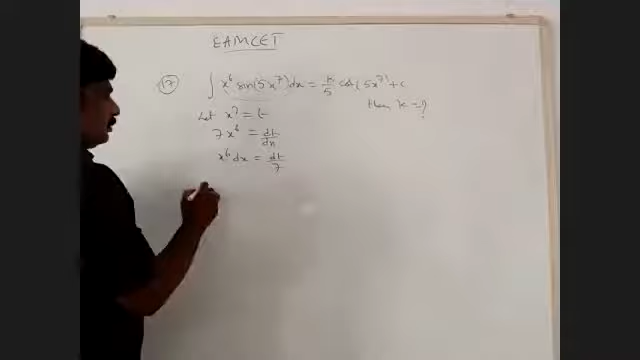 EAMCET
17) ∫ x⁶ sin(5x⁷) dx = k/5 cos(5x⁷) + c
then k = ?
Let x⁷ = t
7x⁶ = dt/dx
x⁶ dx = dt/7